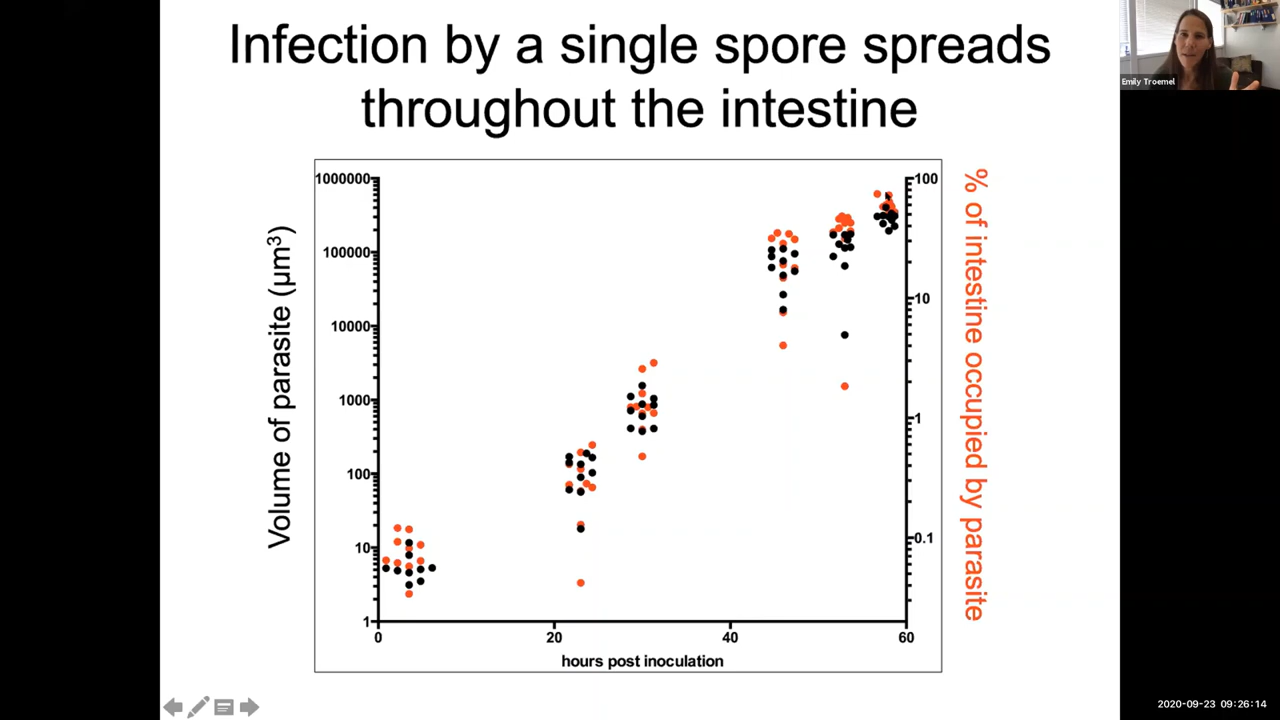 Infection by a single spore spreads
throughout the intestine
Emily Troemel
Volume of parasite (µm³)
1000000
100000
10000
1000
100
10
1
0
20
40
60
hours post inoculation
100
10
1
0.1
% of intestine occupied by parasite
2020-09-23 09:26:14